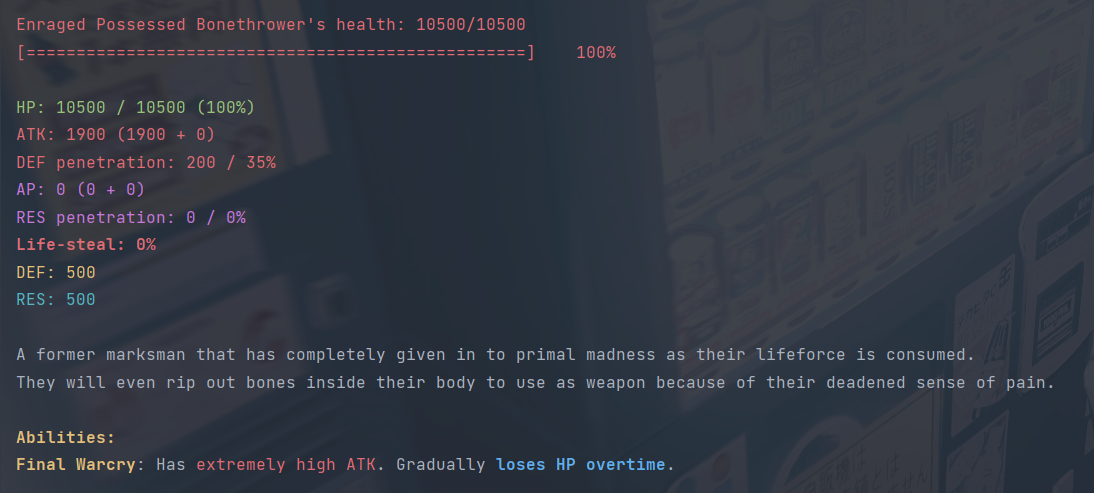 Enraged Possessed Bonethrower's health: 10500/10500
[==================================================] 100%
HP: 10500 / 10500 (100%)
ATK: 1900 (1900 + 0)
DEF penetration: 200 / 35%
AP: 0 (0 + 0)
RES penetration: 0 / 0%
Life-steal: 0%
DEF: 500
RES: 500
A former marksman that has completely given in to primal madness as their lifeforce is consumed.
They will even rip out bones inside their body to use as weapon because of their deadened sense of pain.
Abilities:
Final Warcry: Has extremely high ATK. Gradually loses HP overtime.